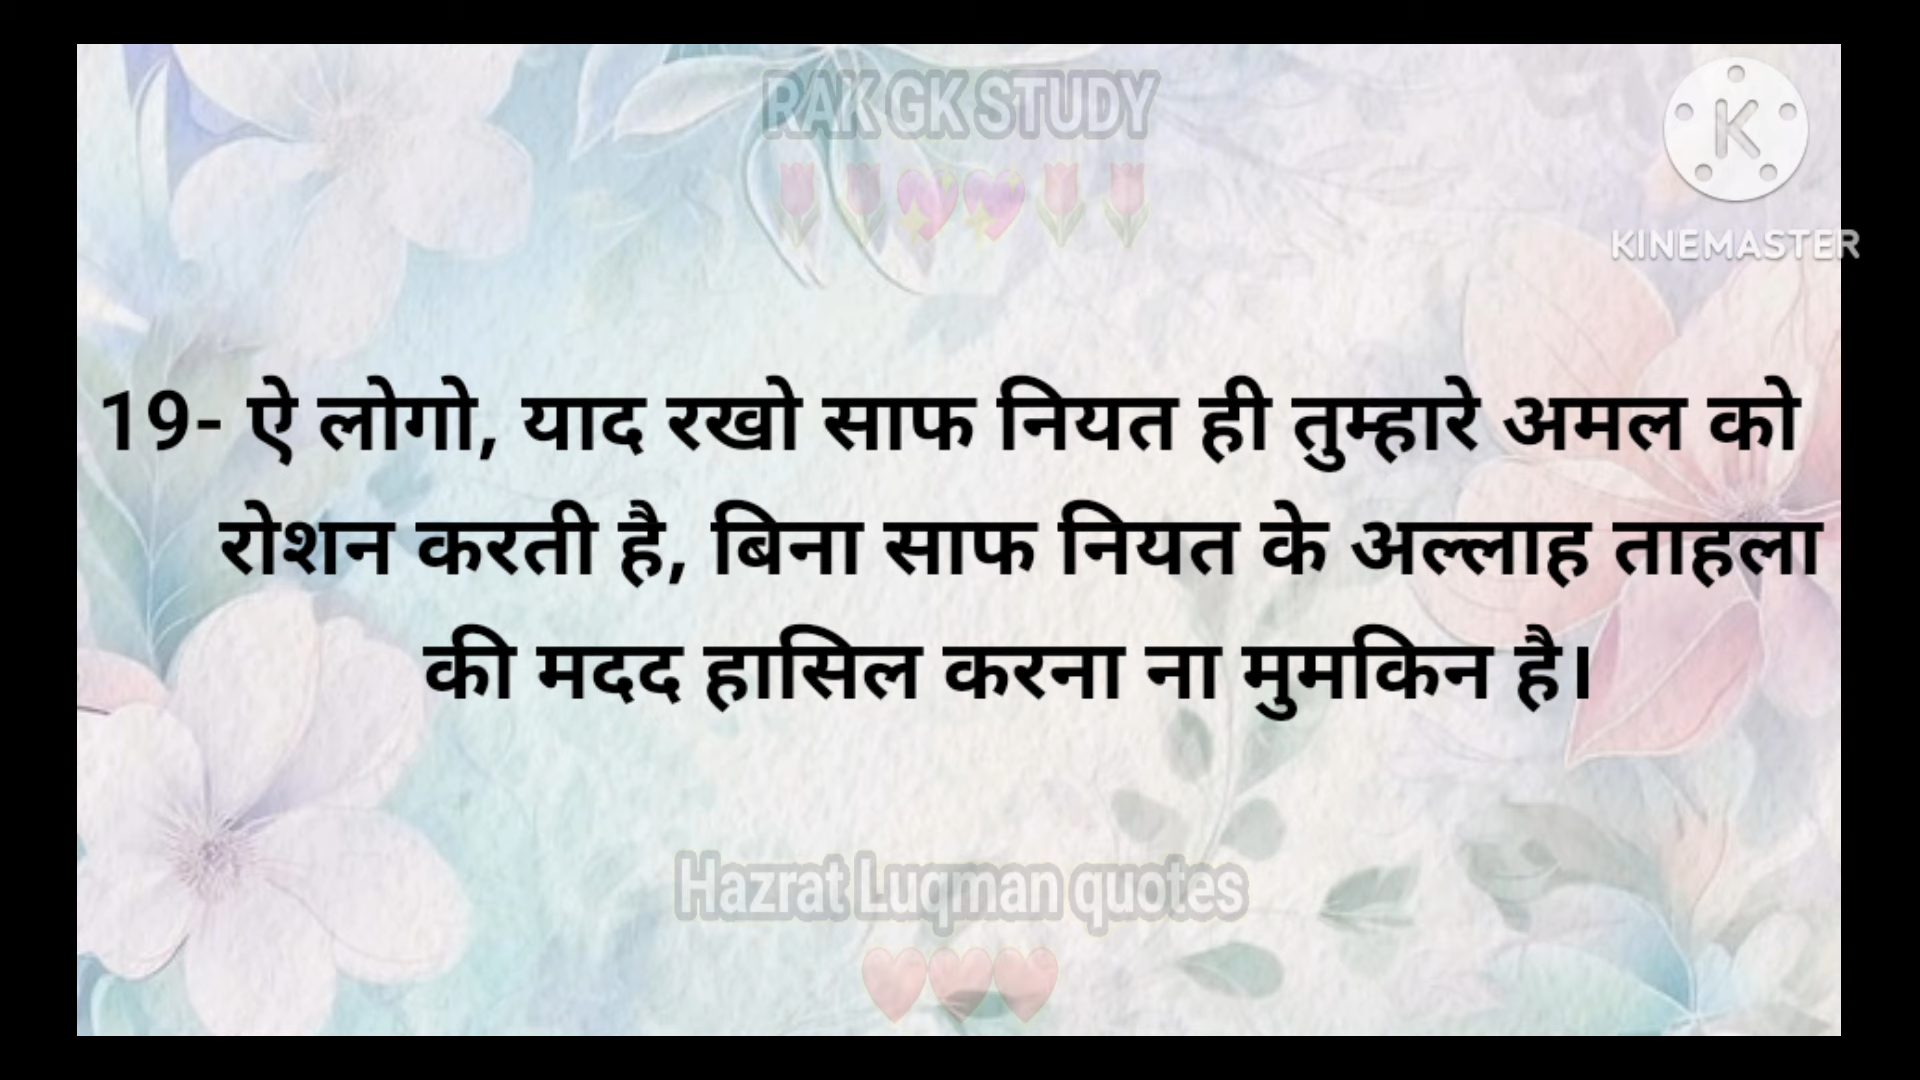 RAK GK STUDY
K
KINEMASTER
19- ऐ लोगो, याद रखो साफ नियत ही तुम्हारे अमल को
रोशन करती है, बिना साफ नियत के अल्लाह ताहला
की मदद हासिल करना ना मुमकिन है।
Hazrat Luqman quotes